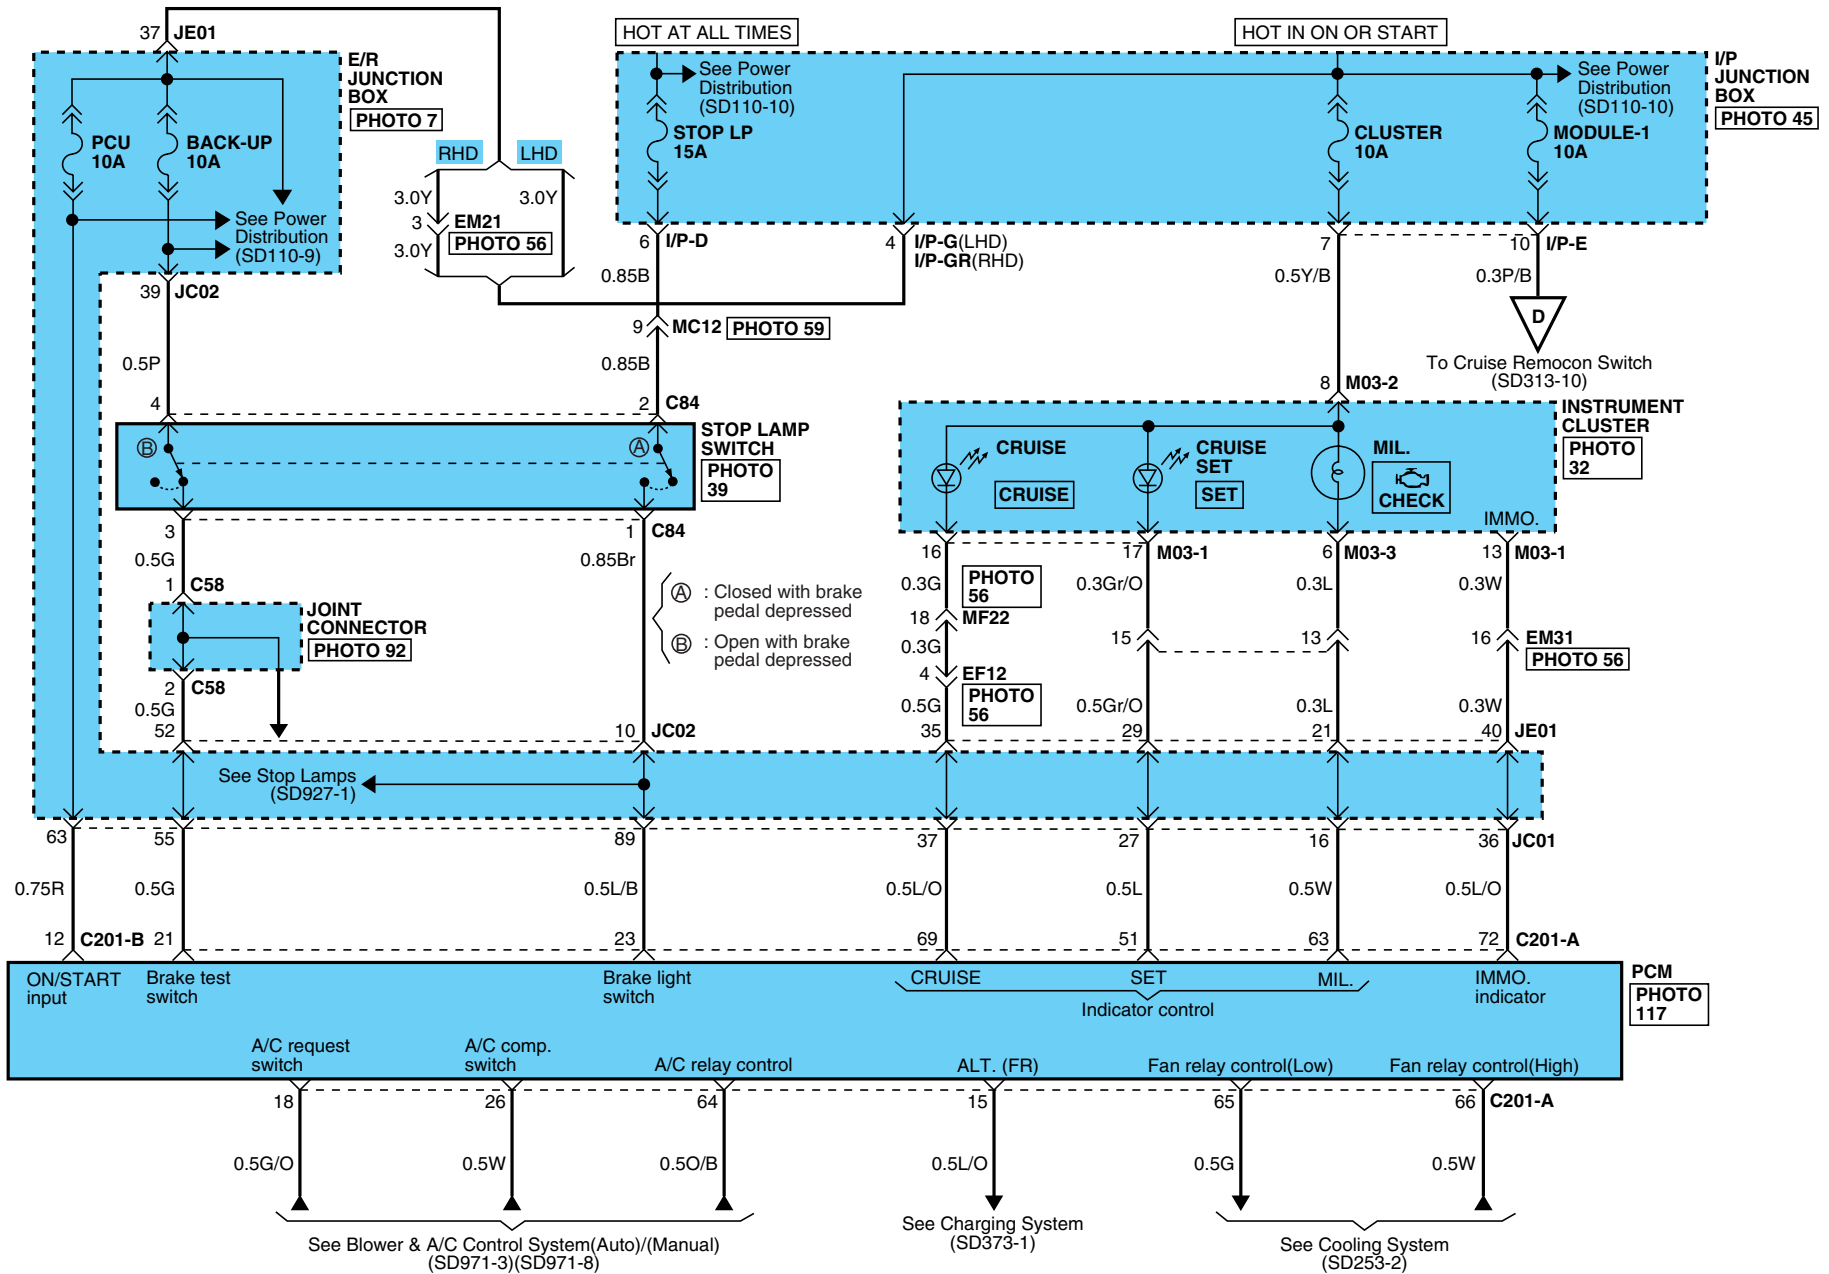 HOT AT ALL TIMES
HOT IN ON OR START
37 JE01
E/R
JUNCTION
BOX
PHOTO 7
I/P
JUNCTION
BOX
PHOTO 45
See Power
Distribution
(SD110-10)
See Power
Distribution
(SD110-10)
PCU
10A
BACK-UP
10A
STOP LP
15A
CLUSTER
10A
MODULE-1
10A
RHD
LHD
3.0Y
3.0Y
3 EM21
PHOTO 56
3.0Y
See Power
Distribution
(SD110-9)
6 I/P-D
4 I/P-G(LHD)
I/P-GR(RHD)
7
10 I/P-E
0.85B
0.5Y/B
0.3P/B
39 JC02
D
9 MC12 PHOTO 59
To Cruise Remocon Switch
(SD313-10)
0.5P
0.85B
8 M03-2
4
2 C84
STOP LAMP
SWITCH
PHOTO
39
B
A
INSTRUMENT
CLUSTER
PHOTO
32
CRUISE
CRUISE
CRUISE
SET
SET
MIL.
CHECK
IMMO.
3
1 C84
0.5G
0.85Br
16
17 M03-1
6 M03-3
13 M03-1
1 C58
JOINT
CONNECTOR
PHOTO 92
A : Closed with brake
pedal depressed
B : Open with brake
pedal depressed
0.3G
PHOTO
56
0.3Gr/O
0.3L
0.3W
18 MF22
15
13
16 EM31
PHOTO 56
0.3G
4 EF12
PHOTO
56
2 C58
0.5G
0.5G
0.5Gr/O
0.3L
0.3W
52
10 JC02
35
29
21
40 JE01
See Stop Lamps
(SD927-1)
63
55
89
37
27
16
36 JC01
0.75R
0.5G
0.5L/B
0.5L/O
0.5L
0.5W
0.5L/O
12 C201-B
21
23
69
51
63
72 C201-A
PCM
PHOTO
117
ON/START
input
Brake test
switch
Brake light
switch
CRUISE
SET
MIL.
Indicator control
IMMO.
indicator
A/C request
switch
A/C comp.
switch
A/C relay control
ALT. (FR)
Fan relay control(Low)
Fan relay control(High)
18
26
64
15
65
66 C201-A
0.5G/O
0.5W
0.5O/B
0.5L/O
0.5G
0.5W
See Blower & A/C Control System(Auto)/(Manual)
(SD971-3)(SD971-8)
See Charging System
(SD373-1)
See Cooling System
(SD253-2)